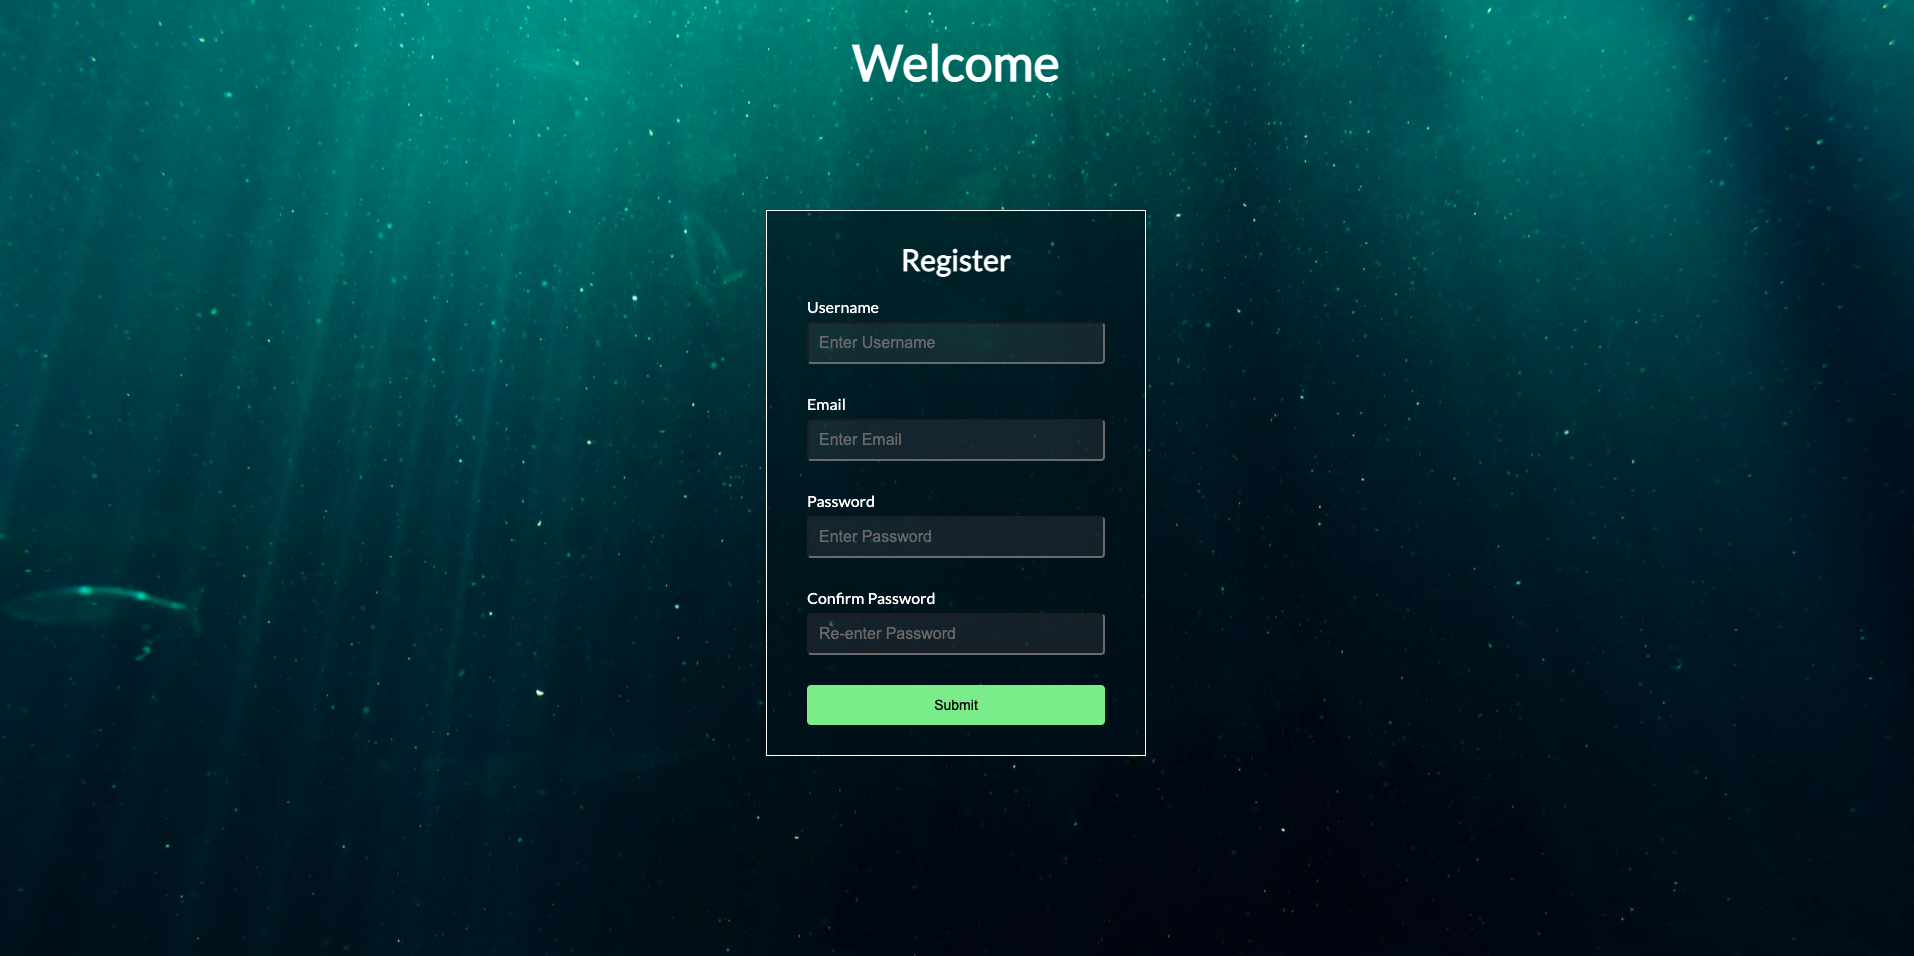 Welcome
Register
Username
Enter Username
Email
Enter Email
Password
Enter Password
Confirm Password
Re-enter Password
Submit